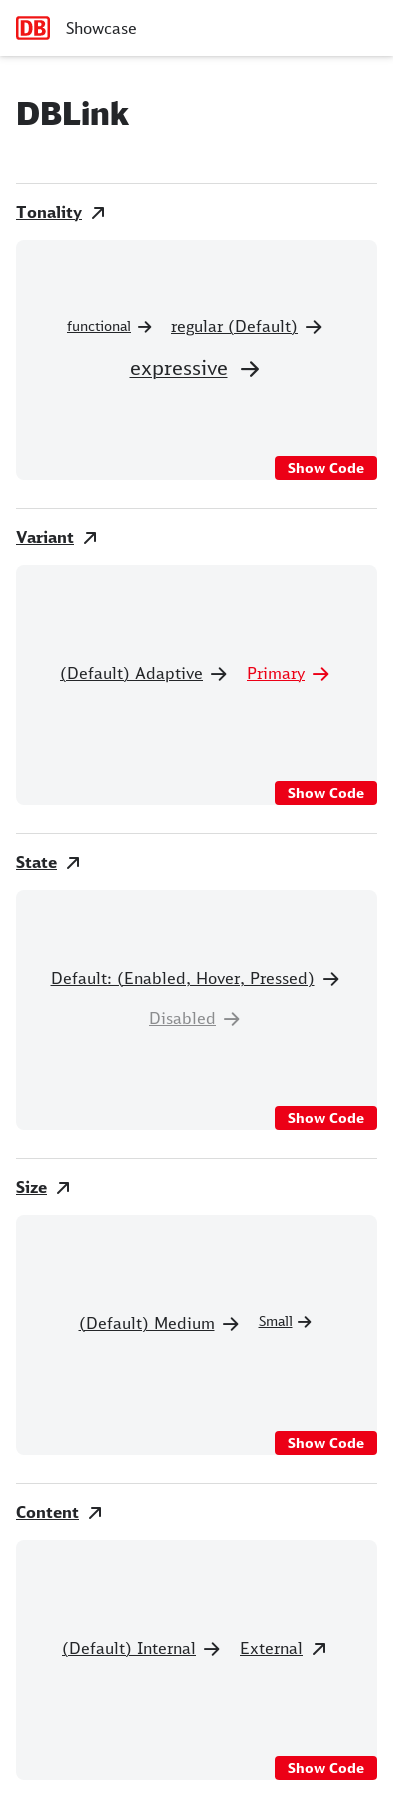 DB Showcase
DBLink
Tonality
functional regular (Default)
expressive
Show Code
Variant
(Default) Adaptive Primary
Show Code
State
Default: (Enabled, Hover, Pressed)
Disabled
Show Code
Size
(Default) Medium Small
Show Code
Content
(Default) Internal External
Show Code